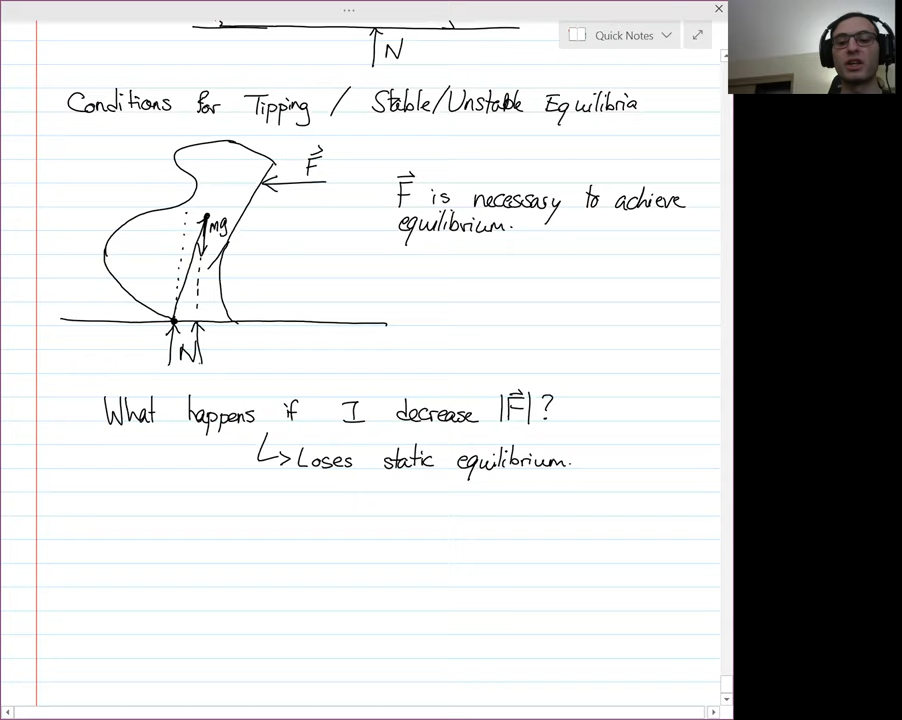 Quick Notes
N
Conditions for Tipping / Stable/Unstable Equilibria
F
F is necessary to achieve
mg
equilibrium.
N
What happens if I decrease |F|?
Loses static equilibrium.